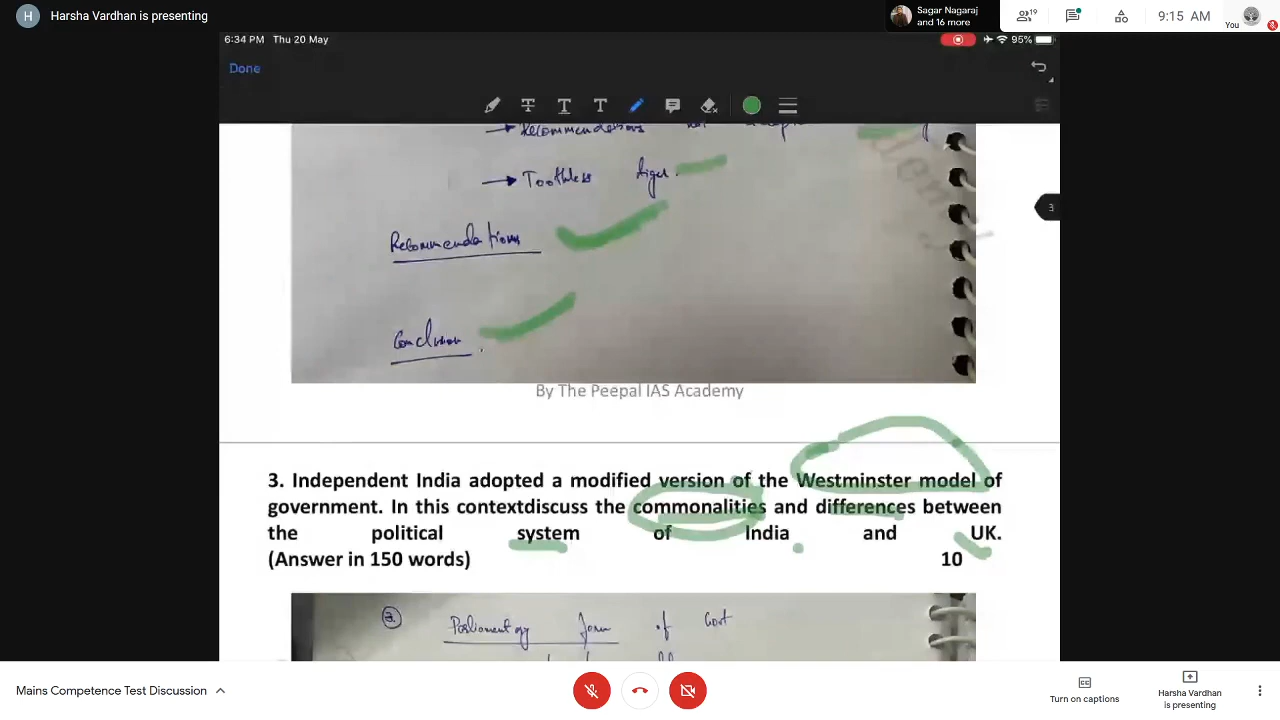 H Harsha Vardhan is presenting
Sagar Nagaraj
and 16 more
19
9:15 AM
You
6:34 PM Thu 20 May
95%
Done
Recommendations not
Toothless tiger.
3
Recommendations
Conclusion
By The Peepal IAS Academy
3. Independent India adopted a modified version of the Westminster model of
government. In this contextdiscuss the commonalities and differences between
the political system of India and UK.
(Answer in 150 words) 10
3. Parliamentary form of Govt
Mains Competence Test Discussion
Turn on captions
Harsha Vardhan
is presenting